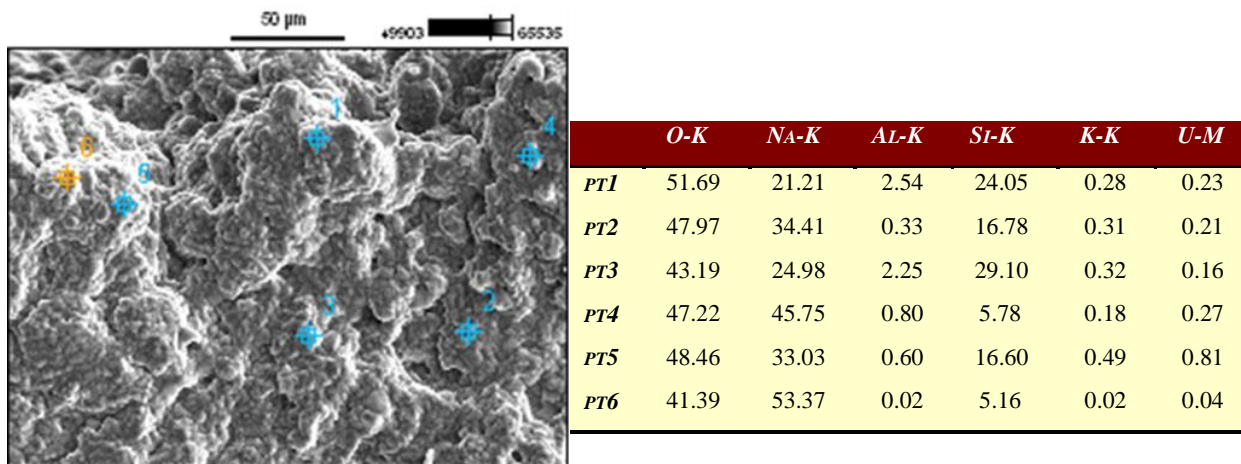 50 µm
49903 65535
1
4
6
5
3
2
O-K NA-K AL-K SI-K K-K U-M
PT1 51.69 21.21 2.54 24.05 0.28 0.23
PT2 47.97 34.41 0.33 16.78 0.31 0.21
PT3 43.19 24.98 2.25 29.10 0.32 0.16
PT4 47.22 45.75 0.80 5.78 0.18 0.27
PT5 48.46 33.03 0.60 16.60 0.49 0.81
PT6 41.39 53.37 0.02 5.16 0.02 0.04